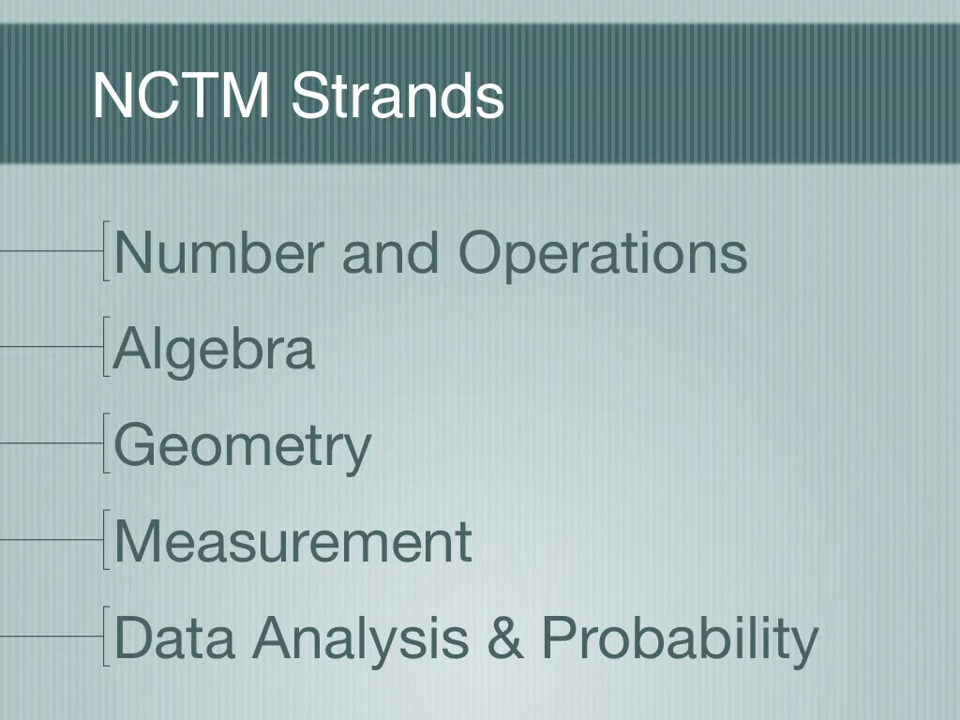 NCTM Strands
Number and Operations
Algebra
Geometry
Measurement
Data Analysis & Probability